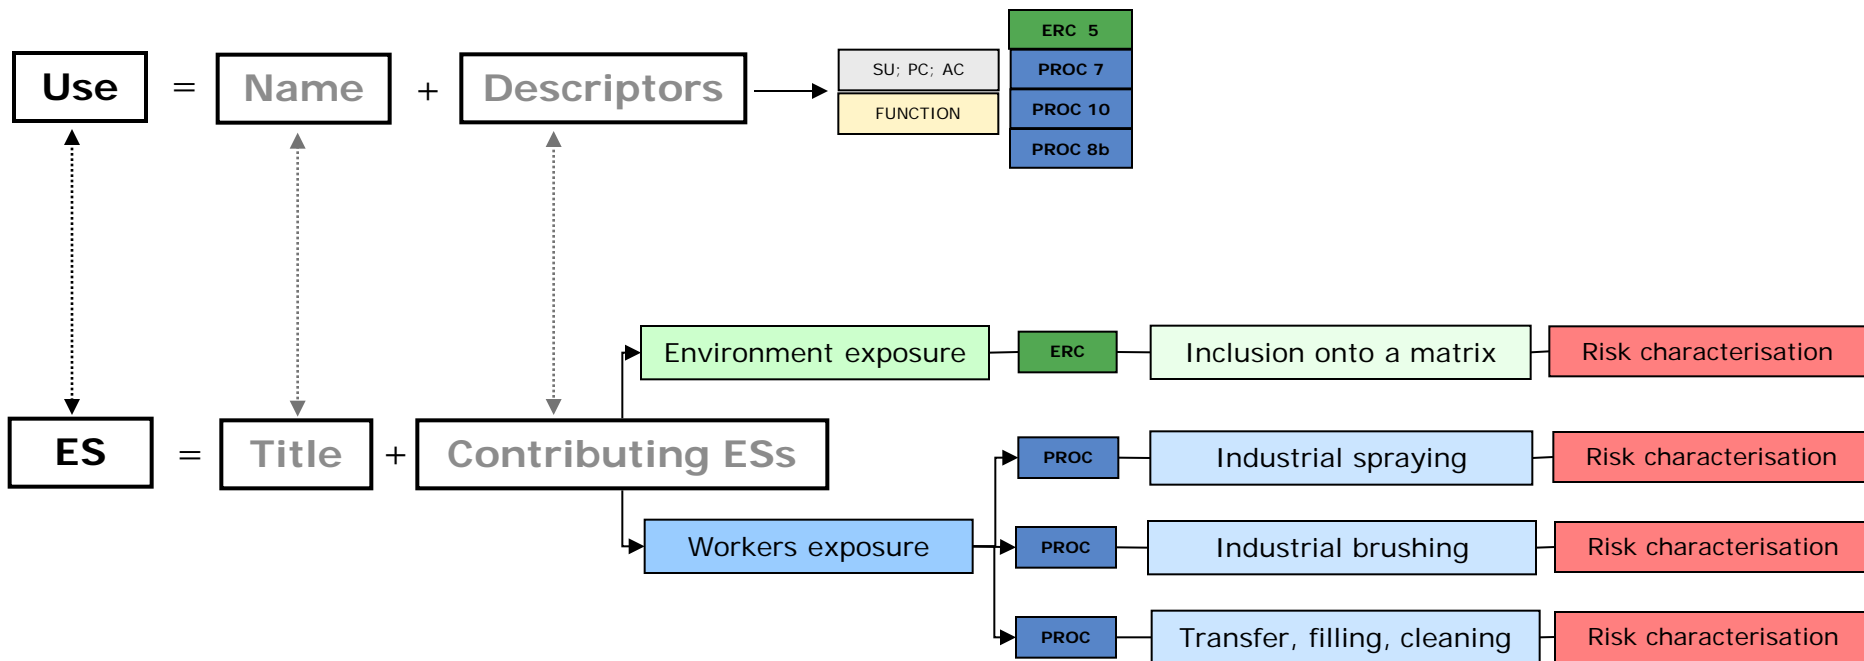 Use = Name + Descriptors
SU; PC; AC
FUNCTION
ERC 5
PROC 7
PROC 10
PROC 8b
ES = Title + Contributing ESs
Environment exposure
ERC
Inclusion onto a matrix
Risk characterisation
Workers exposure
PROC
Industrial spraying
Risk characterisation
PROC
Industrial brushing
Risk characterisation
PROC
Transfer, filling, cleaning
Risk characterisation